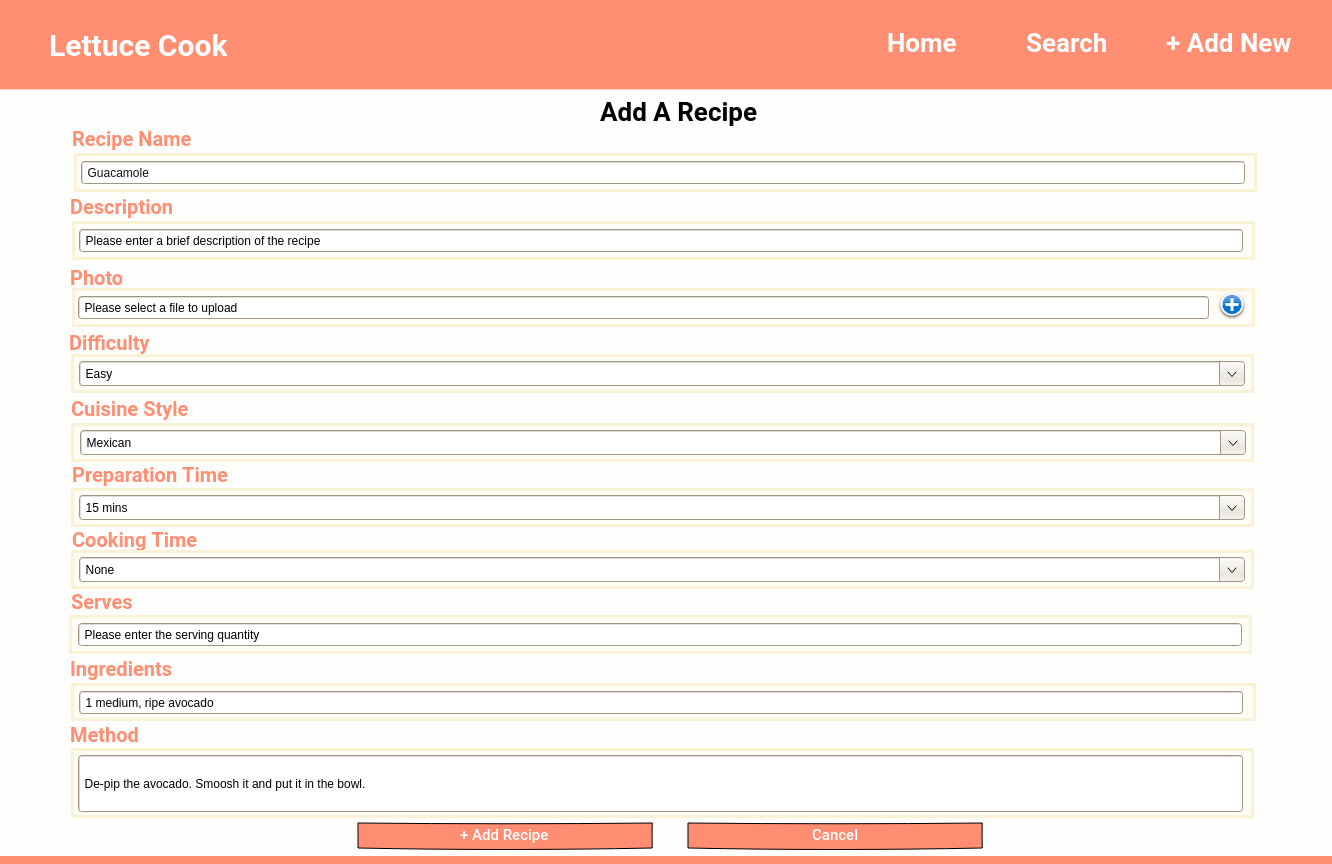 Lettuce Cook
Home
Search
+ Add New
Add A Recipe
Recipe Name
Guacamole
Description
Please enter a brief description of the recipe
Photo
Please select a file to upload
Difficulty
Easy
Cuisine Style
Mexican
Preparation Time
15 mins
Cooking Time
None
Serves
Please enter the serving quantity
Ingredients
1 medium, ripe avocado
Method
De-pip the avocado. Smoosh it and put it in the bowl.
+ Add Recipe
Cancel